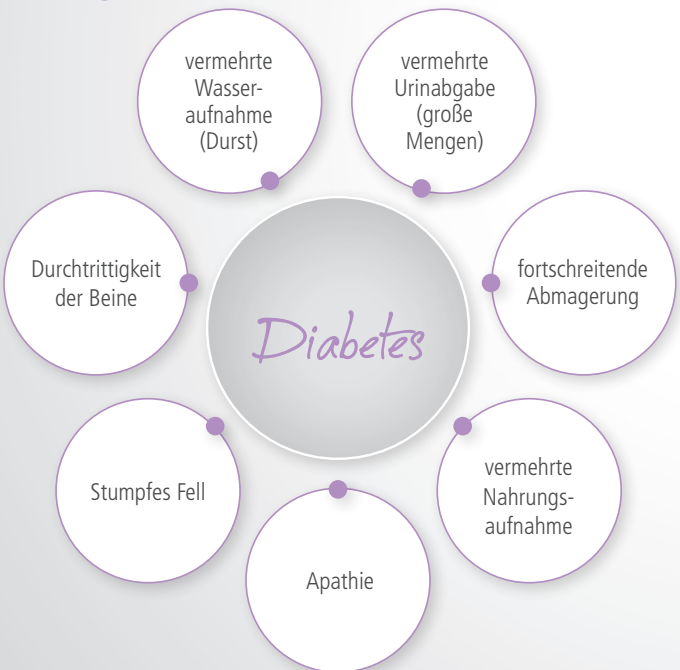 vermehrte
Wasser-
aufnahme
(Durst)
vermehrte
Urinabgabe
(große
Mengen)
Durchtrittigkeit
der Beine
fortschreitende
Abmagerung
Diabetes
Stumpfes Fell
vermehrte
Nahrungs-
aufnahme
Apathie